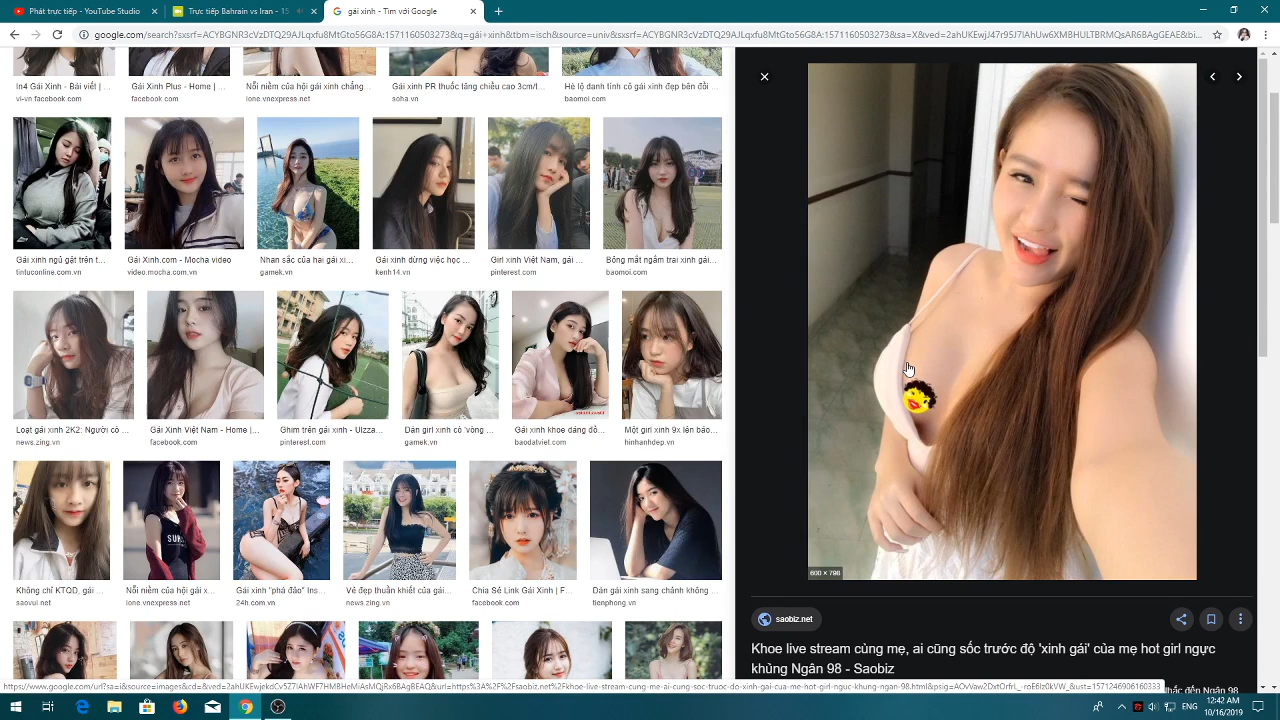 Phát trực tiếp - YouTube Studio
Trực tiếp Bahrain vs Iran - 15
gái xinh - Tìm với Google
google.com/search?sxsrf=ACYBGNR3cVzDTQ29AJLqxfu8MtGto56G8A:1571160503273&q=gái+xinh&tbm=isch&source=univ&sxsrf=ACYBGNR3cVzDTQ29AJLqxfu8MtGto56G8A:1571160503273&sa=X&ved=
In4 Gái Xinh - Bài viết | ...
Gái Xinh Plus - Home | ...
Nỗi niềm của hội gái xinh chẳng...
Gái xinh PR thuốc tăng chiều cao 3cm/t...
Hé lộ danh tính cô gái xinh đẹp bên đồi ...
vi-vn.facebook.com
facebook.com
ione.vnexpress.net
soha.vn
baomoi.com
Gái xinh ngủ gật trên t...
Gái Xinh.com - Mocha video
Nhan sắc của hai gái xi...
Gái xinh đứng việc học ...
Girl xinh Việt Nam, gái ...
Bỏng mắt ngắm trai xinh gái...
tintuconline.com.vn
video.mocha.com.vn
gamek.vn
kenh14.vn
pinterest.com
baomoi.com
Loạt gái xinh 2K2: Người có ...
Gái Xinh Việt Nam - Home |...
Ghim trên gái xinh - Ulzza...
Dàn girl xinh có 'vòng ...
Gái xinh khoe dáng đồ...
Một girl xinh 9x lên báo...
news.zing.vn
facebook.com
pinterest.com
gamek.vn
baodatviet.com
hinhanhdep.vn
Không chỉ KTQD, gái ...
Nỗi niềm của hội gái x...
Gái xinh "phá đảo" Ins...
Vẻ đẹp thuần khiết của gái...
Chia Sẻ Link Gái Xinh | F...
Dàn gái xinh sang chảnh không ...
saovui.net
ione.vnexpress.net
24h.com.vn
news.zing.vn
facebook.com
tienphong.vn
600 × 798
saobiz.net
Khoe live stream cùng mẹ, ai cũng sốc trước độ 'xinh gái' của mẹ hot girl ngực
khủng Ngân 98 - Saobiz
nhắc đến Ngân 98
ENG
12:42 AM
10/16/2019